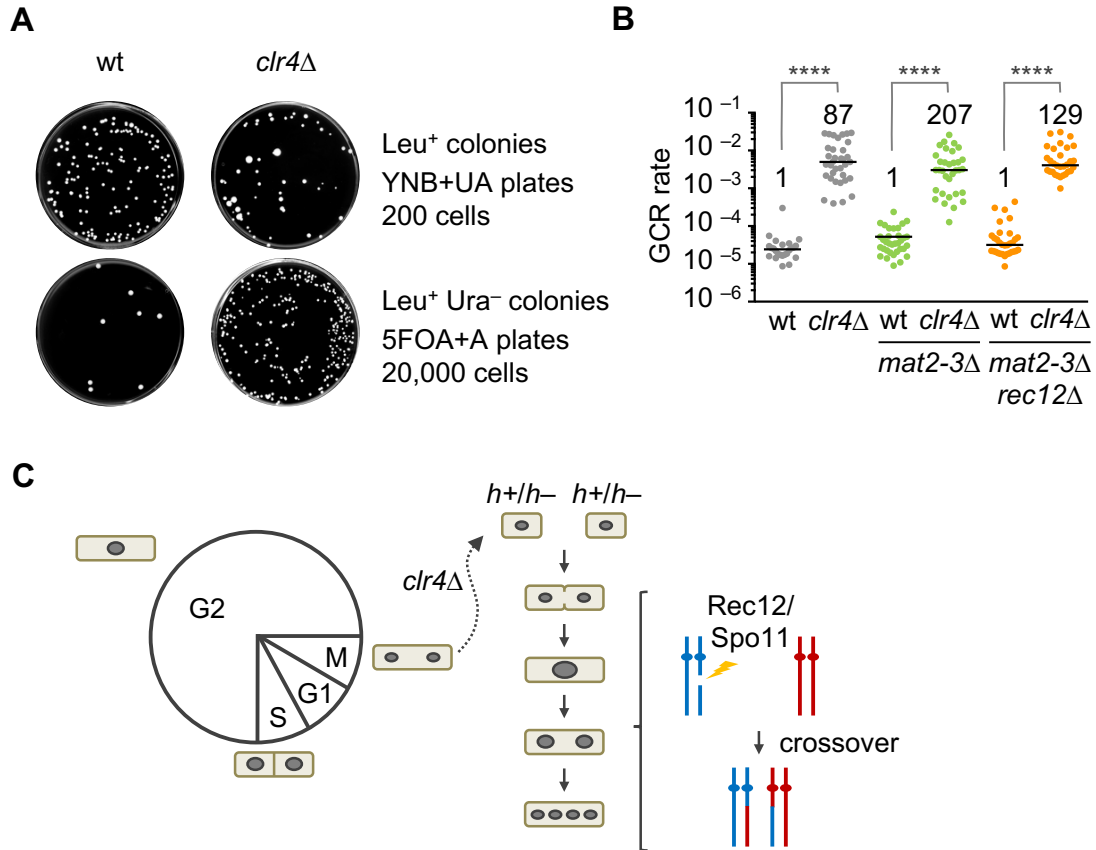 A
wt
clr4Δ
Leu⁺ colonies
YNB+UA plates
200 cells
Leu⁺ Ura⁻ colonies
5FOA+A plates
20,000 cells
B
**** **** ****
GCR rate
10⁻¹
10⁻²
10⁻³
10⁻⁴
10⁻⁵
10⁻⁶
1 87 1 207 1 129
wt clr4Δ wt clr4Δ wt clr4Δ
mat2-3Δ mat2-3Δ
rec12Δ
C
G2
M
G1
S
clr4Δ
h+/h– h+/h–
Rec12/
Spo11
crossover